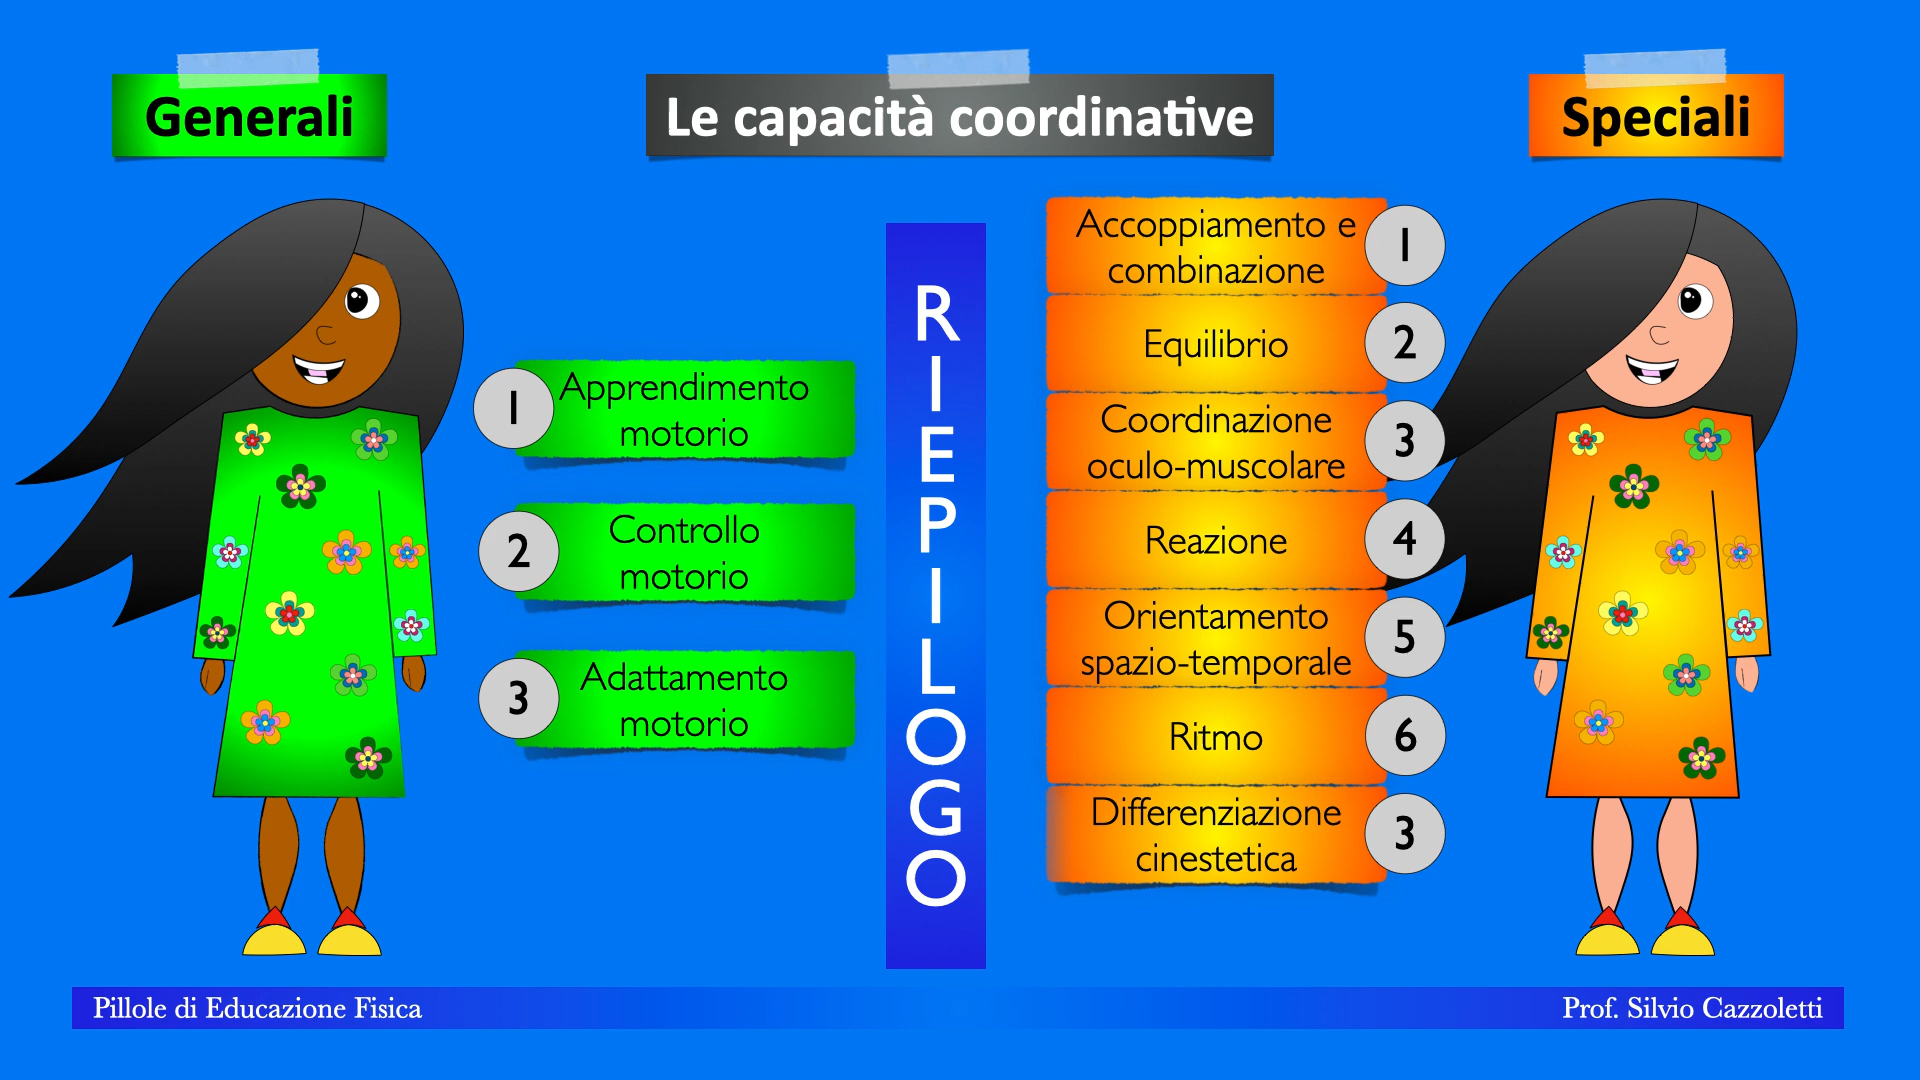 Generali
Le capacità coordinative
Speciali
1
Apprendimento
motorio
2
Controllo
motorio
3
Adattamento
motorio
R
I
E
P
I
L
O
G
O
Accoppiamento e
combinazione
1
Equilibrio
2
Coordinazione
oculo-muscolare
3
Reazione
4
Orientamento
spazio-temporale
5
Ritmo
6
Differenziazione
cinestetica
3
Pillole di Educazione Fisica
Prof. Silvio Cazzoletti